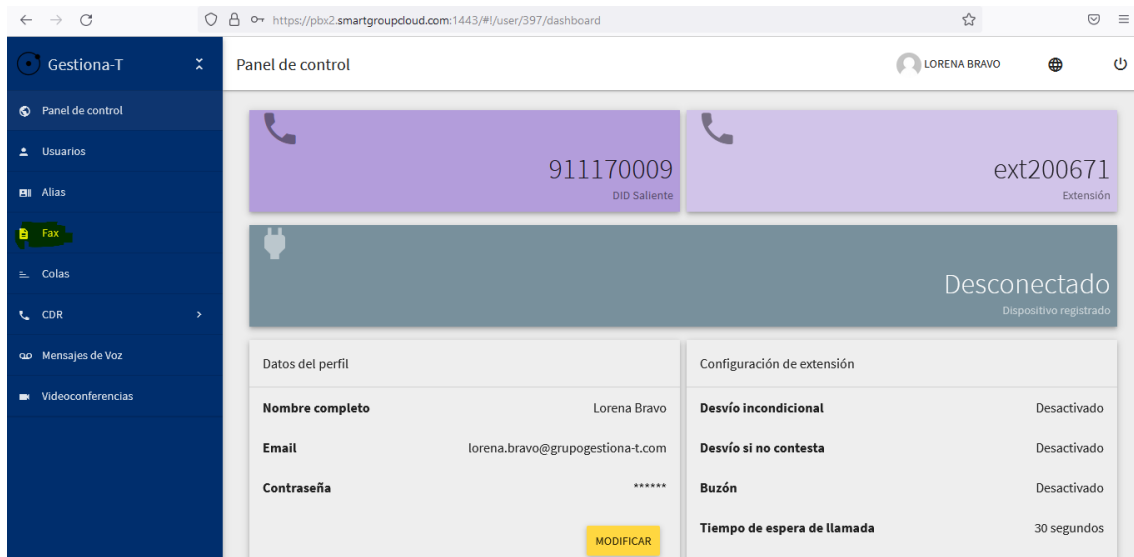 https://pbx2.smartgroupcloud.com:1443/#!/user/397/dashboard
Gestiona-T
Panel de control
LORENA BRAVO
Panel de control
Usuarios
Alias
Fax
Colas
CDR
Mensajes de Voz
Videoconferencias
911170009
DID Saliente
ext200671
Extensión
Desconectado
Dispositivo registrado
Datos del perfil
Nombre completo Lorena Bravo
Email lorena.bravo@grupogestiona-t.com
Contraseña ******
MODIFICAR
Configuración de extensión
Desvío incondicional Desactivado
Desvío si no contesta Desactivado
Buzón Desactivado
Tiempo de espera de llamada 30 segundos